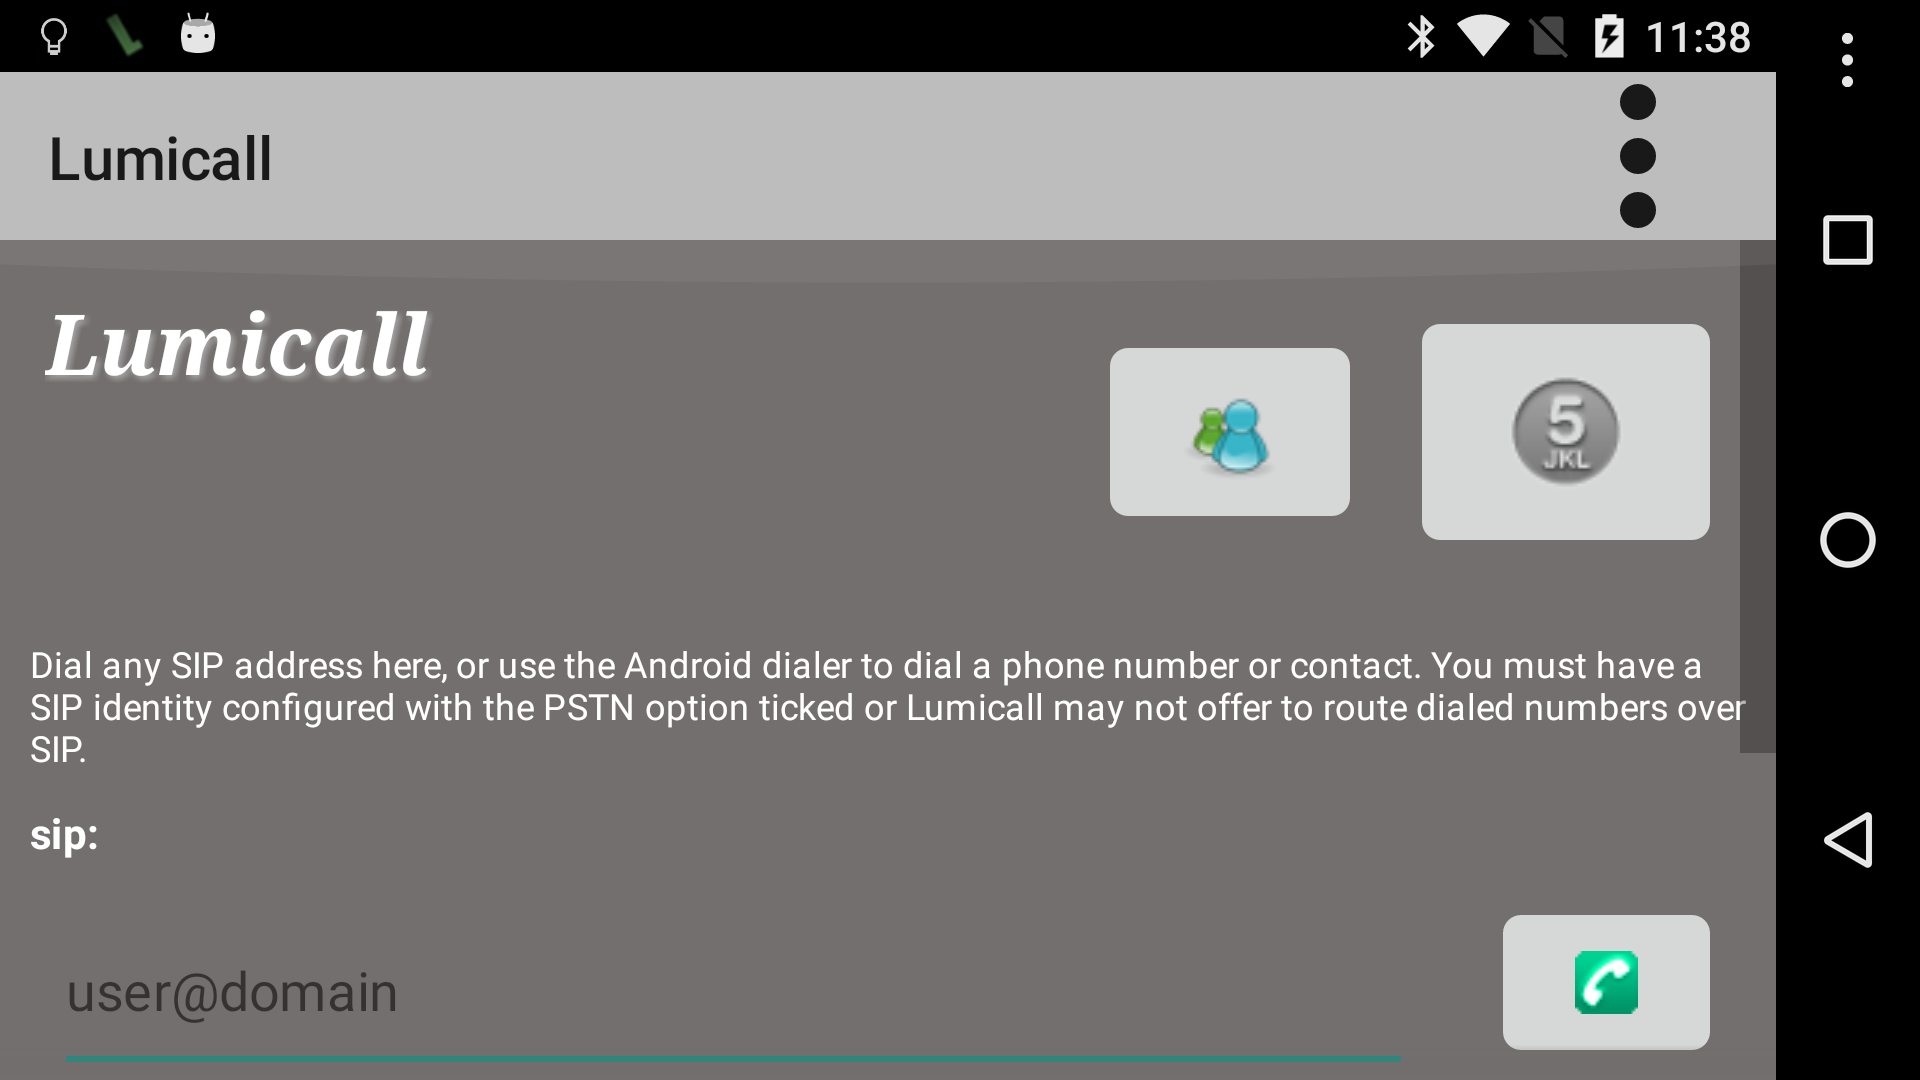 11:38
Lumicall
Lumicall
5
JKL
Dial any SIP address here, or use the Android dialer to dial a phone number or contact. You must have a
SIP identity configured with the PSTN option ticked or Lumicall may not offer to route dialed numbers over
SIP.
sip:
user@domain